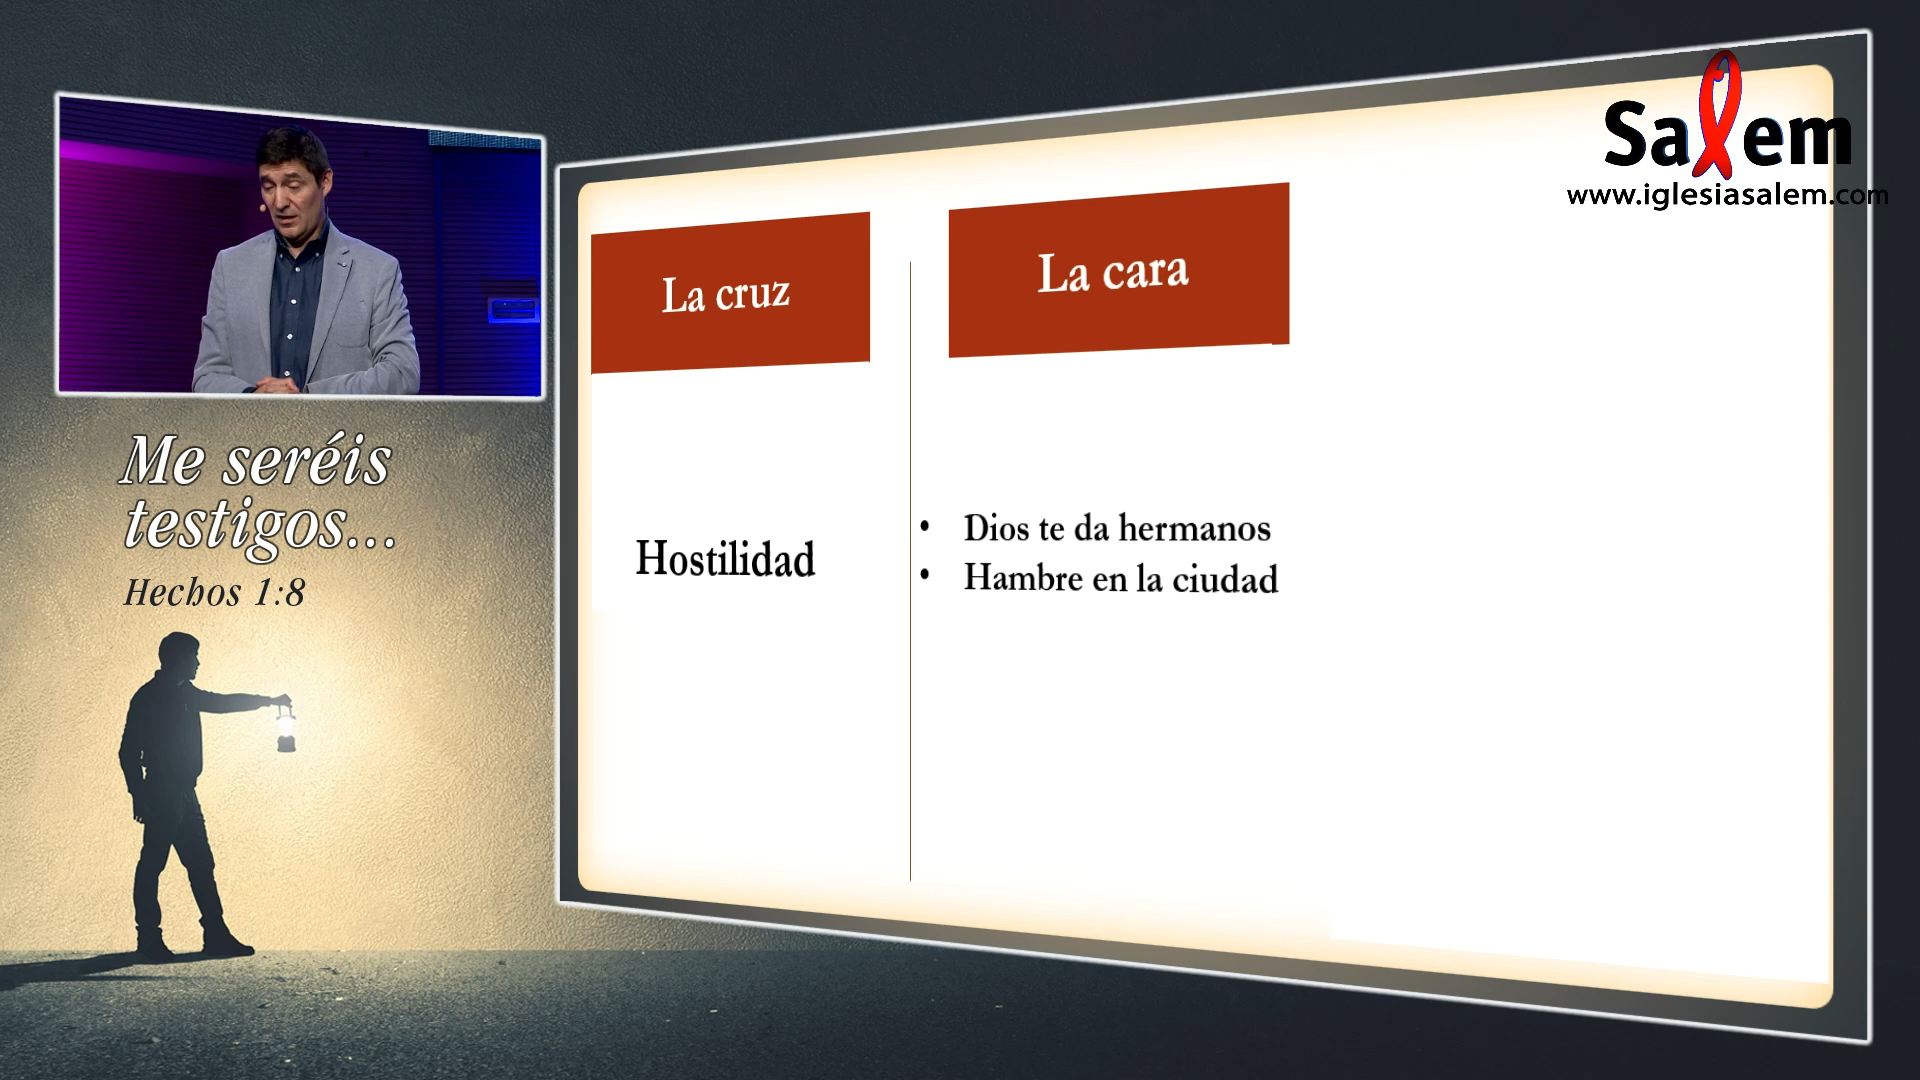 Salem
www.iglesiasalem.com
La cruz
La cara
Hostilidad
• Dios te da hermanos
• Hambre en la ciudad
Me seréis
testigos...
Hechos 1:8